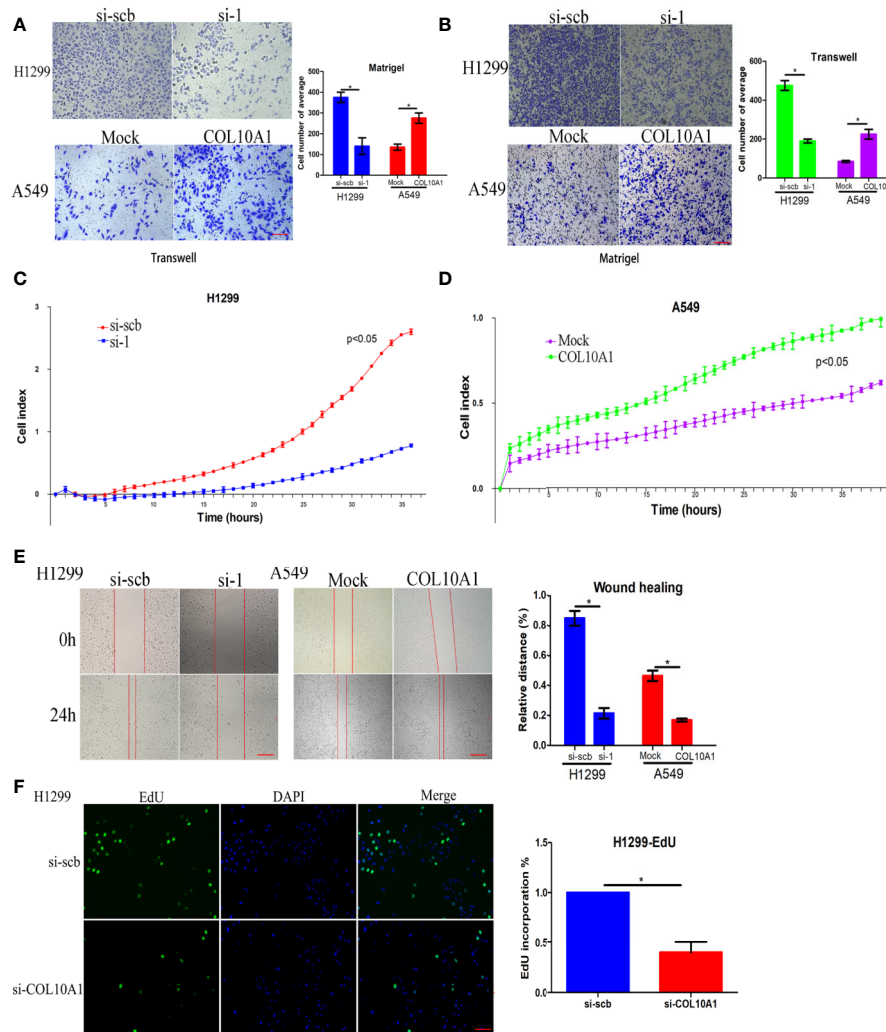 A
si-scb si-1
H1299
Mock COL10A1
A549
Transwell
Matrigel
Cell number of average
400
300
200
100
0
* *
si-scb si-1 Mock COL10A1
H1299 A549
B
si-scb si-1
H1299
Mock COL10A1
A549
Matrigel
Transwell
Cell number of average
600
400
200
0
* *
si-scb si-1 Mock COL10
H1299 A549
C
H1299
si-scb
si-1
p<0.05
Cell index
3
2
1
0
5 10 15 20 25 30 35
Time (hours)
D
A549
Mock
COL10A1
p<0.05
Cell index
1.0
0.5
0.0
5 10 15 20 25 30 35
Time (hours)
E
H1299 si-scb si-1 A549 Mock COL10A1
0h
24h
Wound healing
Relative distance (%)
1.0
0.8
0.6
0.4
0.2
0.0
* *
si-scb si-1 Mock COL10A1
H1299 A549
F
H1299
EdU DAPI Merge
si-scb
si-COL10A1
H1299-EdU
EdU incorporation %
1.5
1.0
0.5
0.0
*
si-scb si-COL10A1